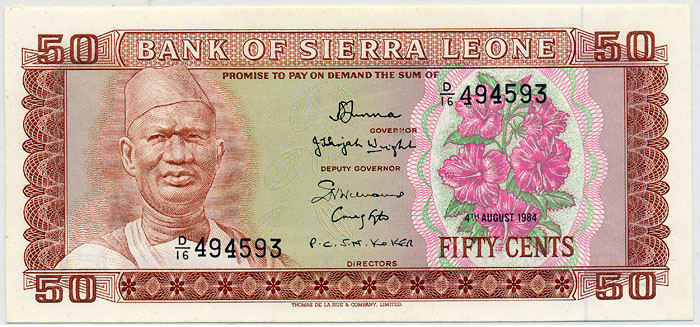 50 BANK OF SIERRA LEONE 50
PROMISE TO PAY ON DEMAND THE SUM OF
D/16 494593
GOVERNOR
DEPUTY GOVERNOR
4TH AUGUST 1984
D/16 494593
P.C.S.M. KOKER
FIFTY CENTS
DIRECTORS
50 50
THOMAS DE LA RUE & COMPANY, LIMITED.